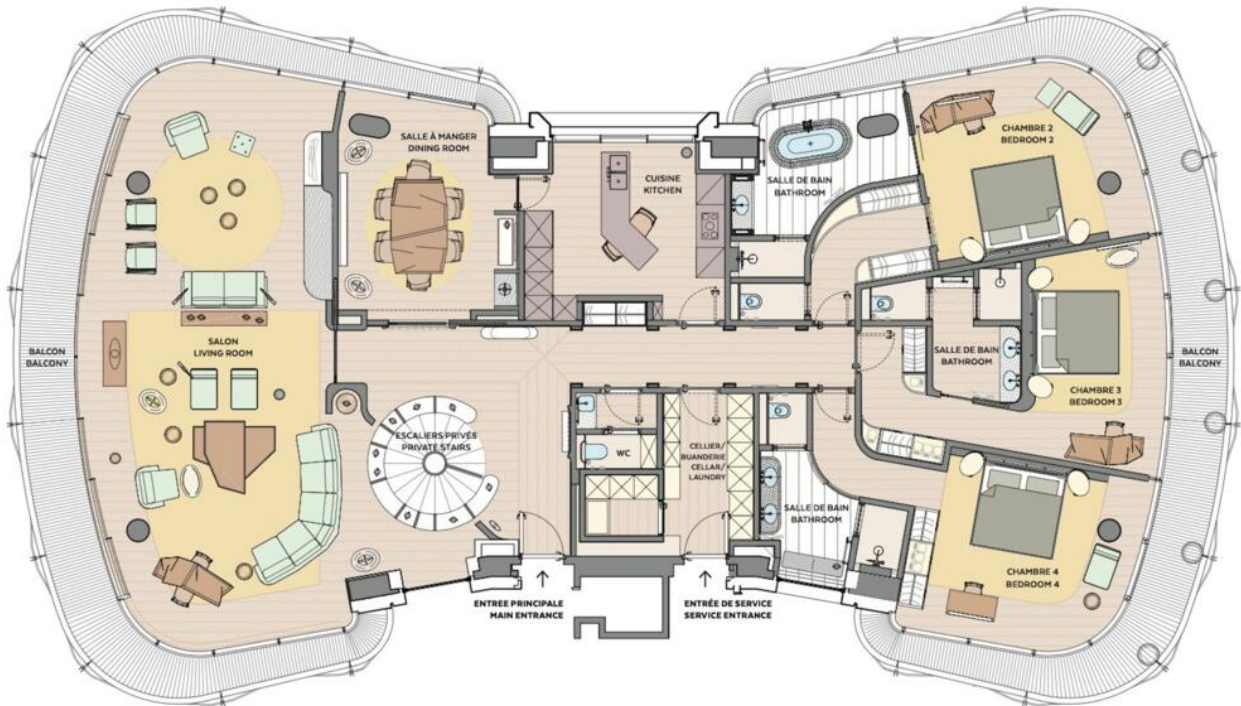 SALLE À MANGER
DINING ROOM
CUISINE
KITCHEN
SALLE DE BAIN
BATHROOM
CHAMBRE 2
BEDROOM 2
SALON
LIVING ROOM
BALCON
BALCONY
SALLE DE BAIN
BATHROOM
BALCON
BALCONY
CHAMBRE 3
BEDROOM 3
ESCALIERS PRIVÉS
PRIVATE STAIRS
WC
CELLIER/
BUANDERIE
CELLAR/
LAUNDRY
SALLE DE BAIN
BATHROOM
CHAMBRE 4
BEDROOM 4
ENTREE PRINCIPALE
MAIN ENTRANCE
ENTRÉE DE SERVICE
SERVICE ENTRANCE